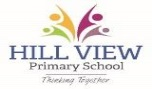 HILL VIEW
Primary School
Thinking Together